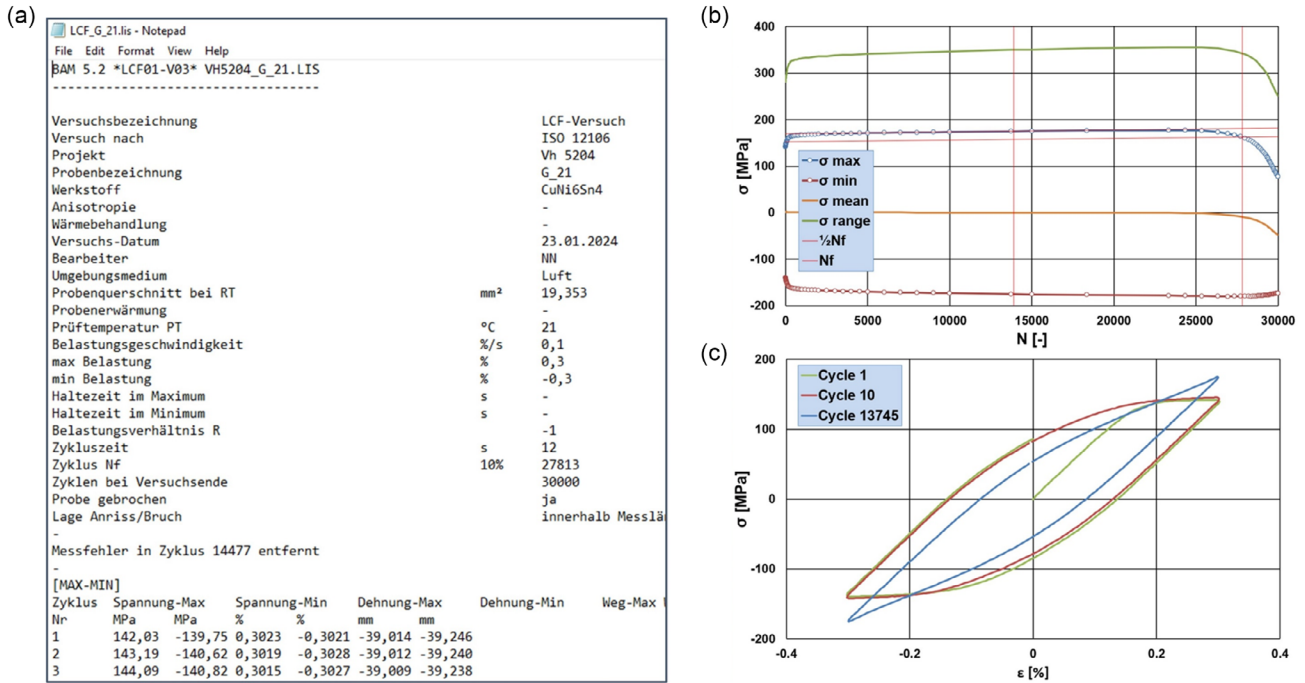 (a)
LCF_G_21.lis - Notepad
File Edit Format View Help
BAM 5.2 *LCF01-V03* VH5204_G_21.LIS
-----------------------------------
Versuchsbezeichnung LCF-Versuch
Versuch nach ISO 12106
Projekt Vh 5204
Probenbezeichnung G_21
Werkstoff CuNi6Sn4
Anisotropie -
Wärmebehandlung -
Versuchs-Datum 23.01.2024
Bearbeiter NN
Umgebungsmedium Luft
Probenquerschnitt bei RT mm² 19,353
Probenerwärmung -
Prüftemperatur PT °C 21
Belastungsgeschwindigkeit %/s 0,1
max Belastung % 0,3
min Belastung % -0,3
Haltezeit im Maximum s -
Haltezeit im Minimum s -
Belastungsverhältnis R -1
Zykluszeit s 12
Zyklus Nf 10% 27813
Zyklen bei Versuchsende 30000
Probe gebrochen ja
Lage Anriss/Bruch innerhalb Messlä
-
Messfehler in Zyklus 14477 entfernt
-
[MAX-MIN]
Zyklus Spannung-Max Spannung-Min Dehnung-Max Dehnung-Min Weg-Max
Nr MPa MPa % % mm mm
1 142,03 -139,75 0,3023 -0,3021 -39,014 -39,246
2 143,19 -140,62 0,3019 -0,3028 -39,012 -39,240
3 144,09 -140,82 0,3015 -0,3027 -39,009 -39,238
(b)
400
300
200
100
0
-100
-200
σ [MPa]
σ max
σ min
σ mean
σ range
½Nf
Nf
0 5000 10000 15000 20000 25000 30000
N [-]
(c)
200
100
0
-100
-200
σ [MPa]
Cycle 1
Cycle 10
Cycle 13745
-0.4 -0.2 0 0.2 0.4
ε [%]